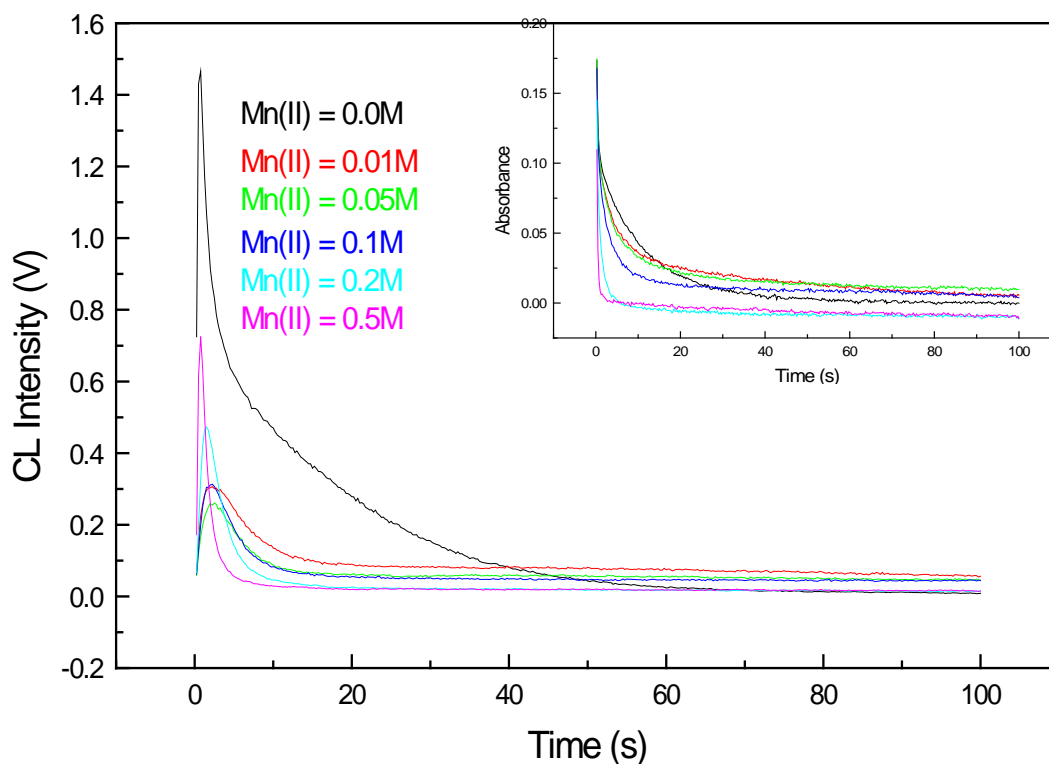 1.6
1.4
1.2
1.0
0.8
0.6
0.4
0.2
0.0
-0.2
CL Intensity (V)
0 20 40 60 80 100
Time (s)
Mn(II) = 0.0M
Mn(II) = 0.01M
Mn(II) = 0.05M
Mn(II) = 0.1M
Mn(II) = 0.2M
Mn(II) = 0.5M
0.20
0.15
0.10
0.05
0.00
Absorbance
0 20 40 60 80 100
Time (s)